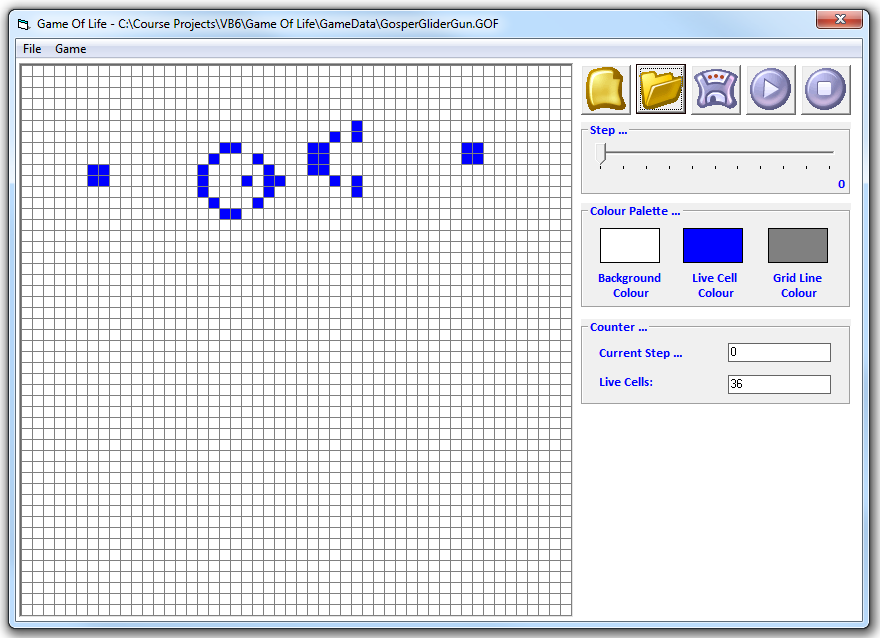 Game Of Life - C:\Course Projects\VB6\Game Of Life\GameData\GosperGliderGun.GOF
File Game
Step ...
0
Colour Palette ...
Background Colour
Live Cell Colour
Grid Line Colour
Counter ...
Current Step ... 0
Live Cells: 36